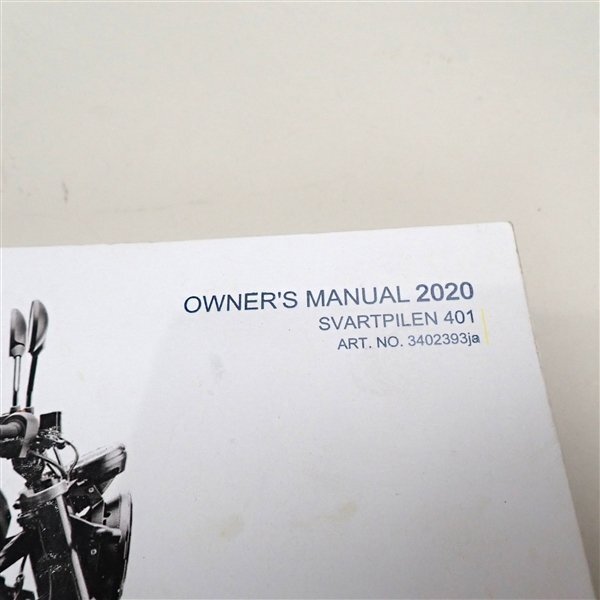 OWNER'S MANUAL 2020
SVARTPILEN 401
ART. NO. 3402393ja